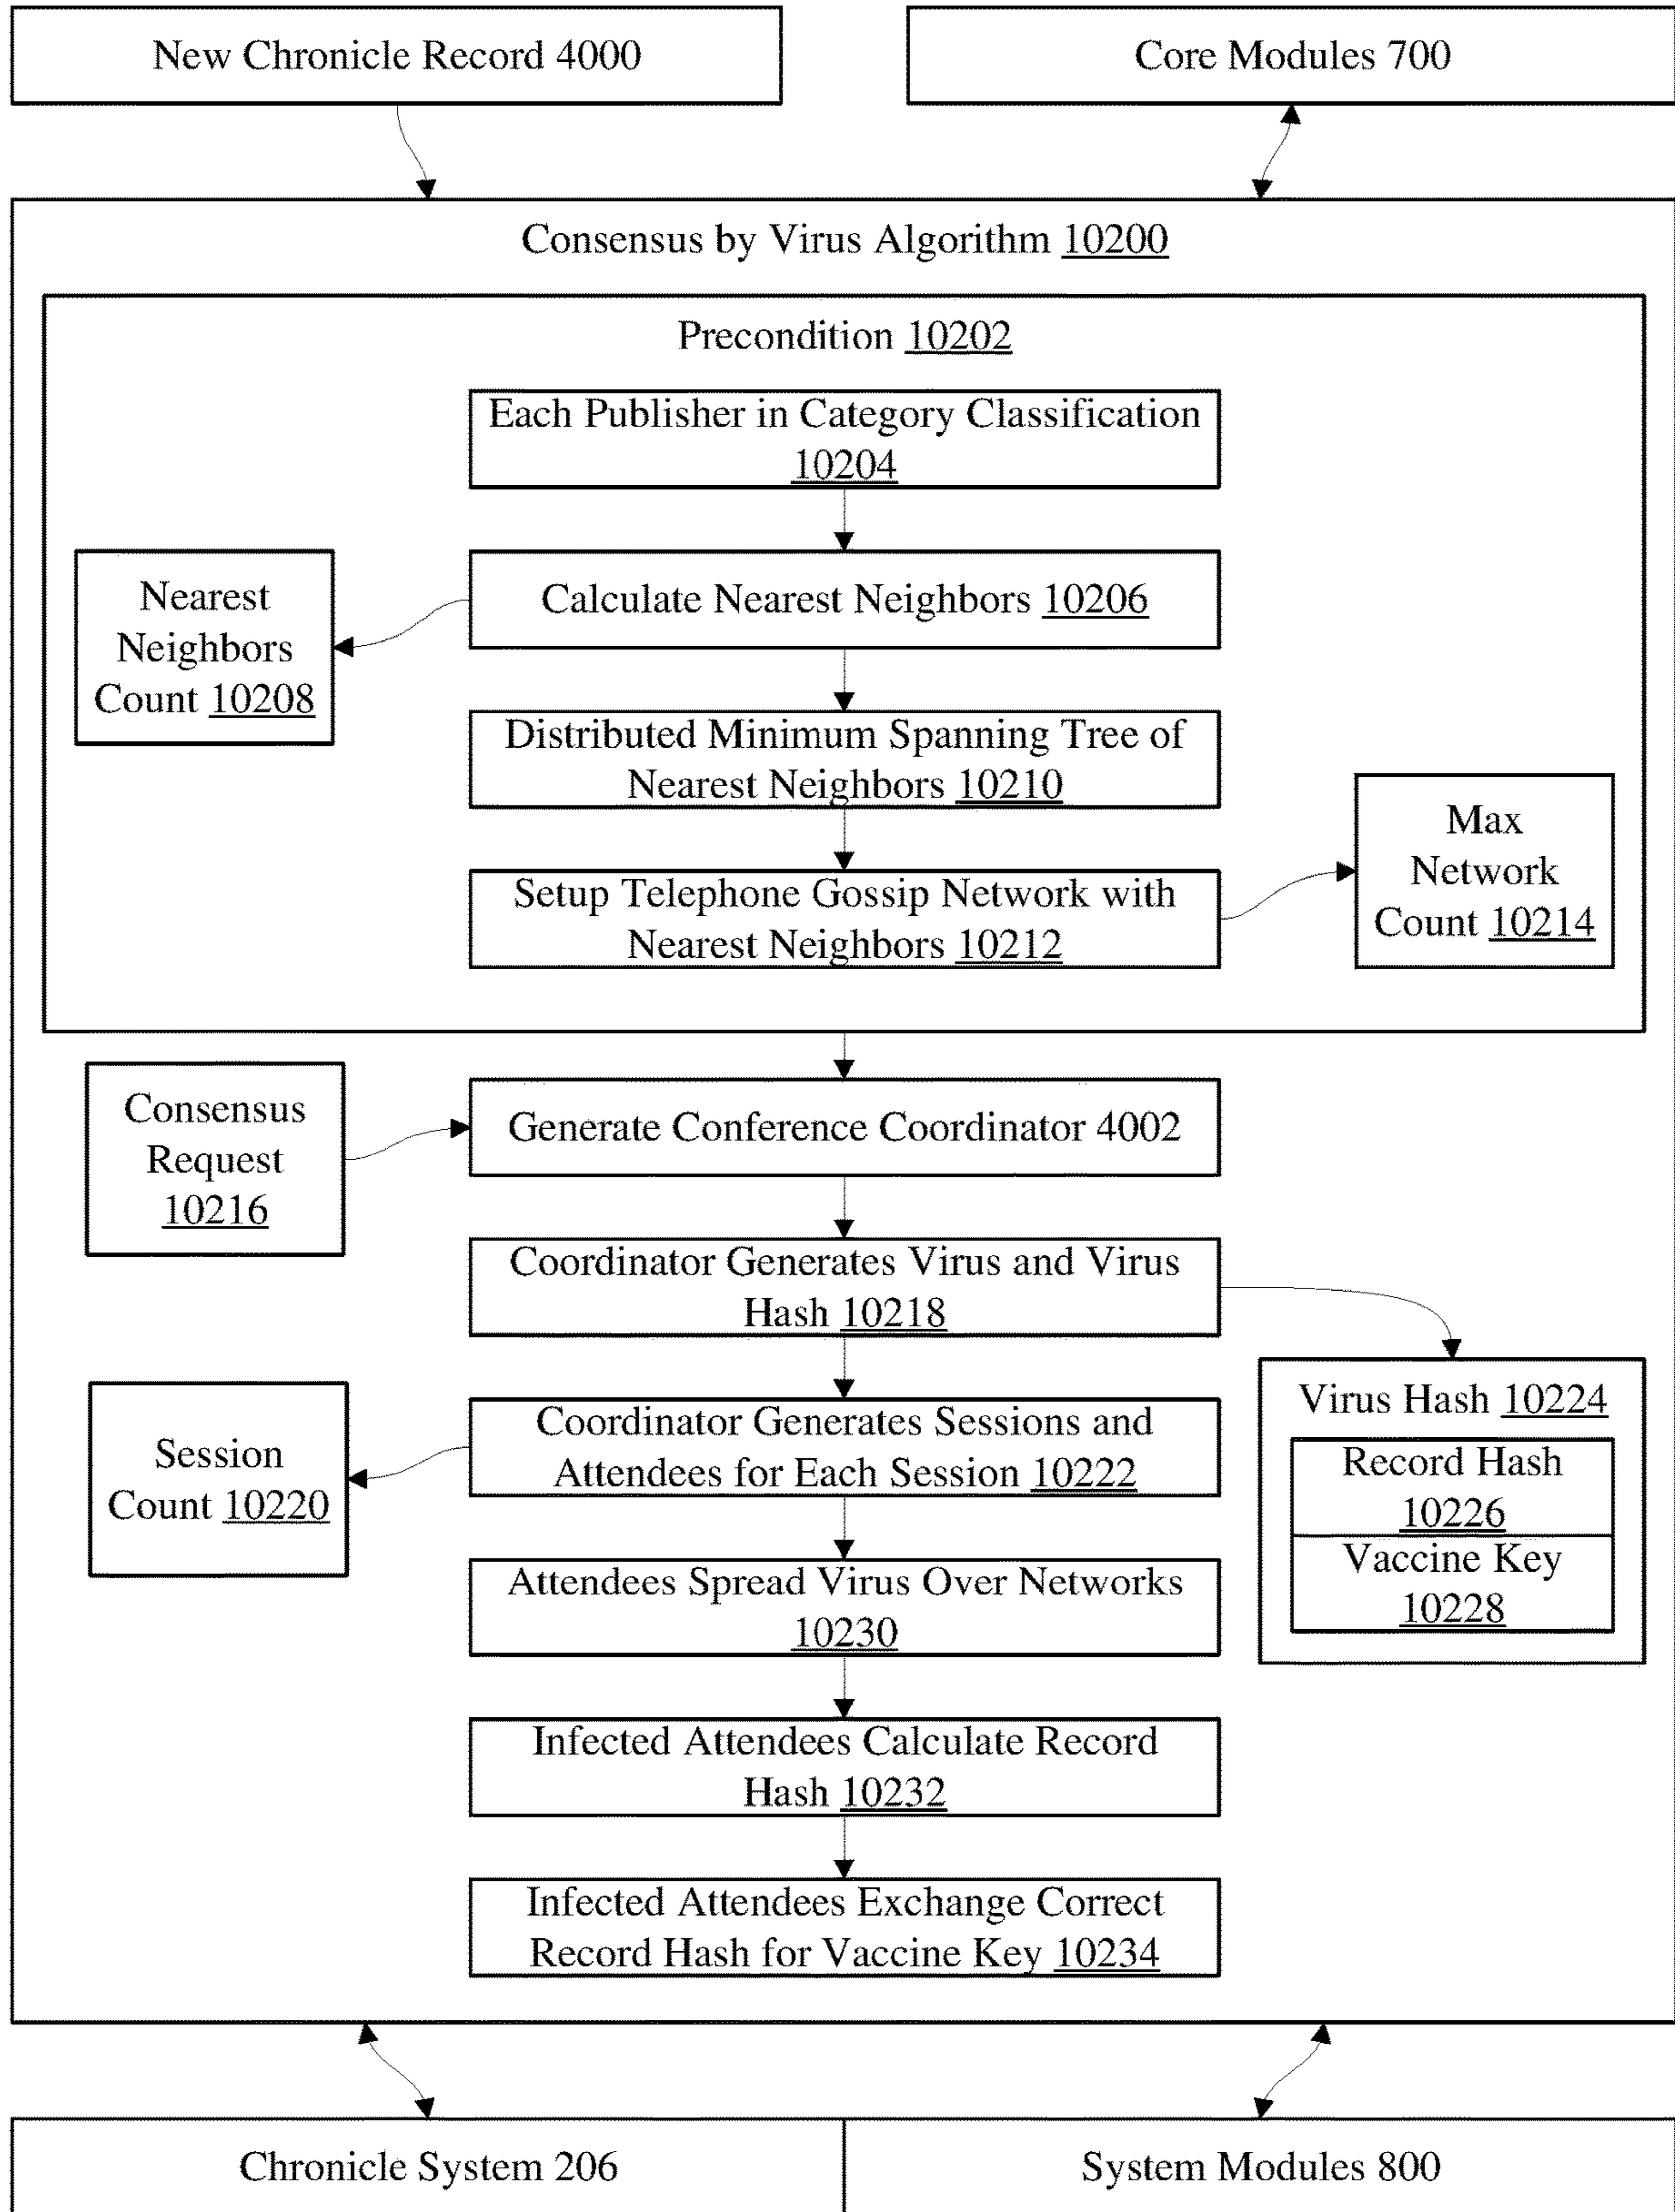 New Chronicle Record 4000
Core Modules 700
Consensus by Virus Algorithm 10200
Precondition 10202
Each Publisher in Category Classification
10204
Nearest
Neighbors
Count 10208
Calculate Nearest Neighbors 10206
Distributed Minimum Spanning Tree of
Nearest Neighbors 10210
Setup Telephone Gossip Network with
Nearest Neighbors 10212
Max
Network
Count 10214
Consensus
Request
10216
Generate Conference Coordinator 4002
Coordinator Generates Virus and Virus
Hash 10218
Session
Count 10220
Coordinator Generates Sessions and
Attendees for Each Session 10222
Virus Hash 10224
Record Hash
10226
Vaccine Key
10228
Attendees Spread Virus Over Networks
10230
Infected Attendees Calculate Record
Hash 10232
Infected Attendees Exchange Correct
Record Hash for Vaccine Key 10234
Chronicle System 206
System Modules 800